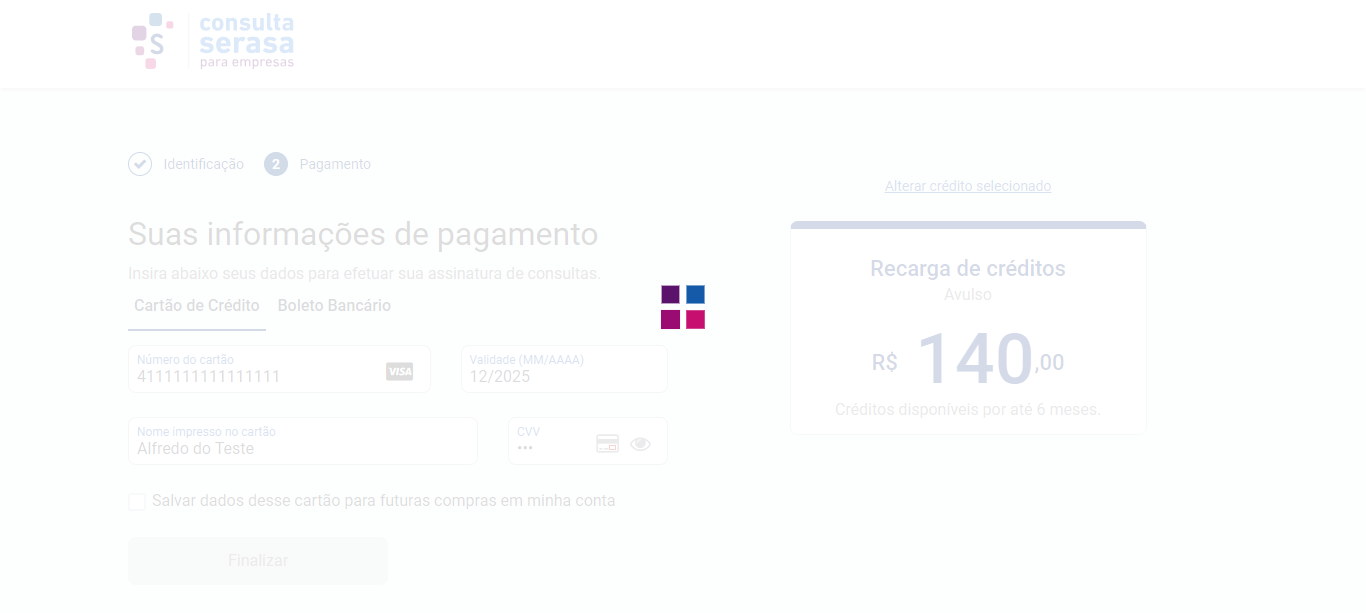 S
consulta
serasa
para empresas
Identificação
2
Pagamento
Alterar crédito selecionado
Suas informações de pagamento
Insira abaixo seus dados para efetuar sua assinatura de consultas.
Cartão de Crédito
Boleto Bancário
Número do cartão
4111111111111111
VISA
Validade (MM/AAAA)
12/2025
Nome impresso no cartão
Alfredo do Teste
CVV
•••
Salvar dados desse cartão para futuras compras em minha conta
Finalizar
Recarga de créditos
Avulso
R$ 140,00
Créditos disponíveis por até 6 meses.